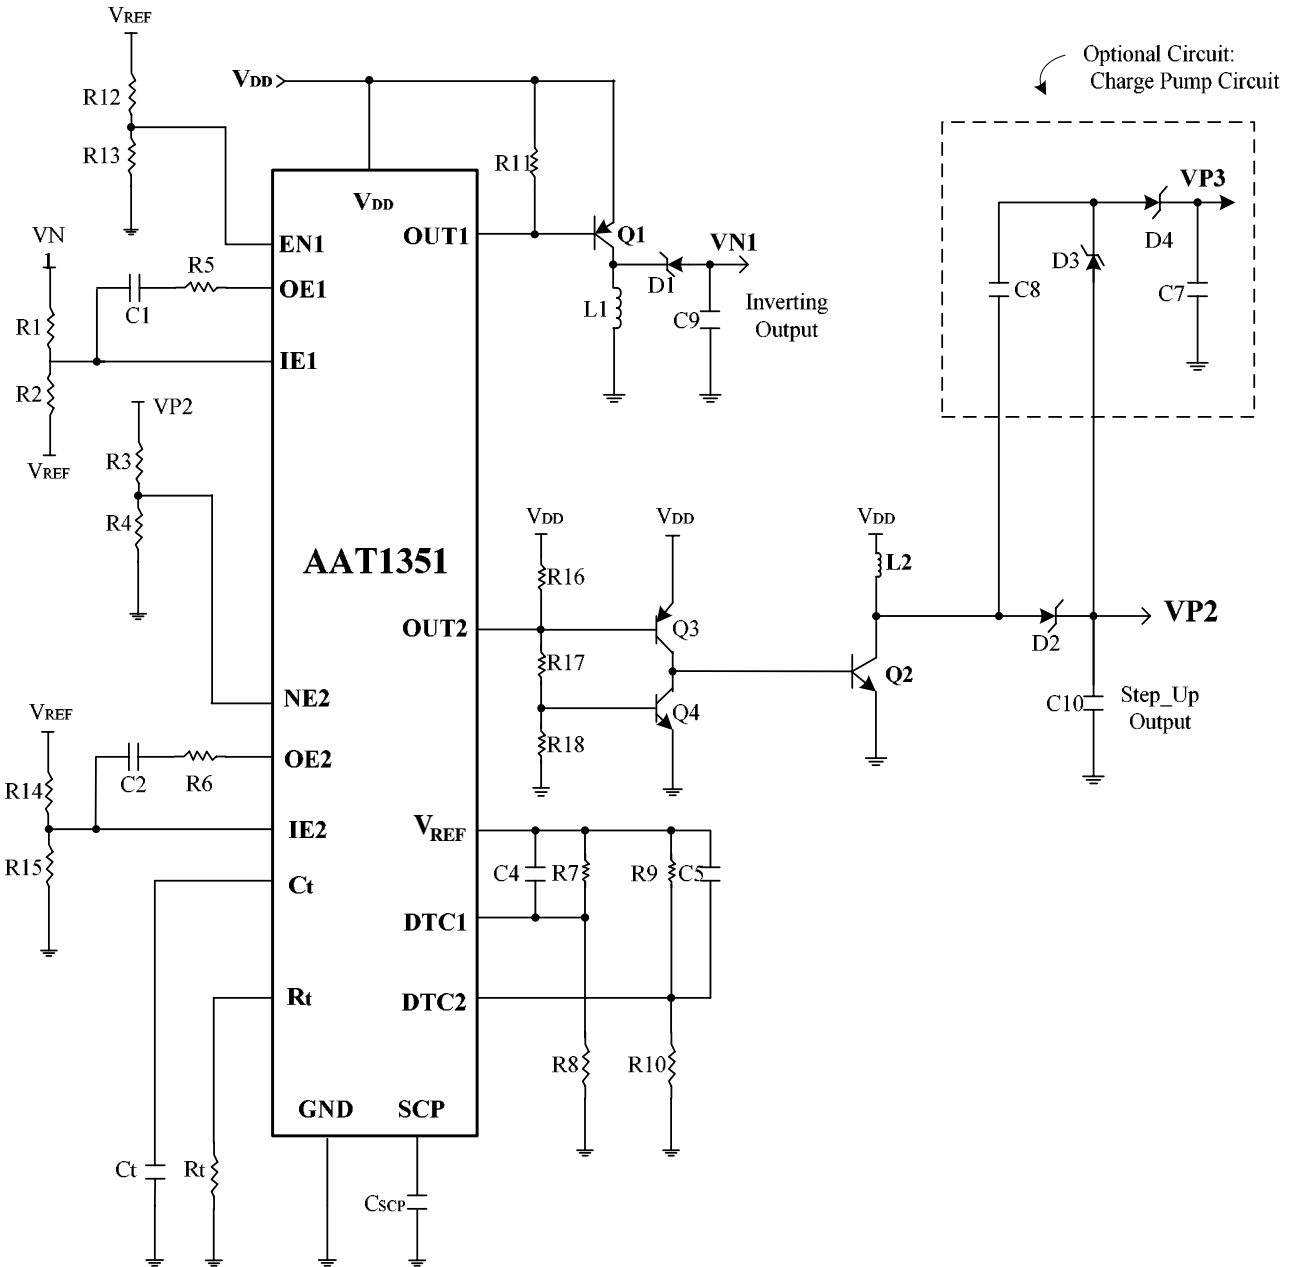 VREF
R12
R13
VDD
Optional Circuit:
Charge Pump Circuit
R11
VDD
OUT1
Q1
VN1
D1
L1
C9
Inverting
Output
EN1
VN
1
R5
OE1
C1
R1
IE1
R2
VREF
VP3
D4
D3
C8
C7
VP2
R3
R4
AAT1351
VDD
VDD
VDD
R16
L2
OUT2
Q3
R17
D2
VP2
Q2
NE2
Q4
C10
Step_Up
Output
R18
VREF
OE2
C2
R6
R14
IE2
R15
VREF
C4
R7
R9
C5
Ct
DTC1
Rt
DTC2
R8
R10
GND
SCP
Ct
Rt
CSCP